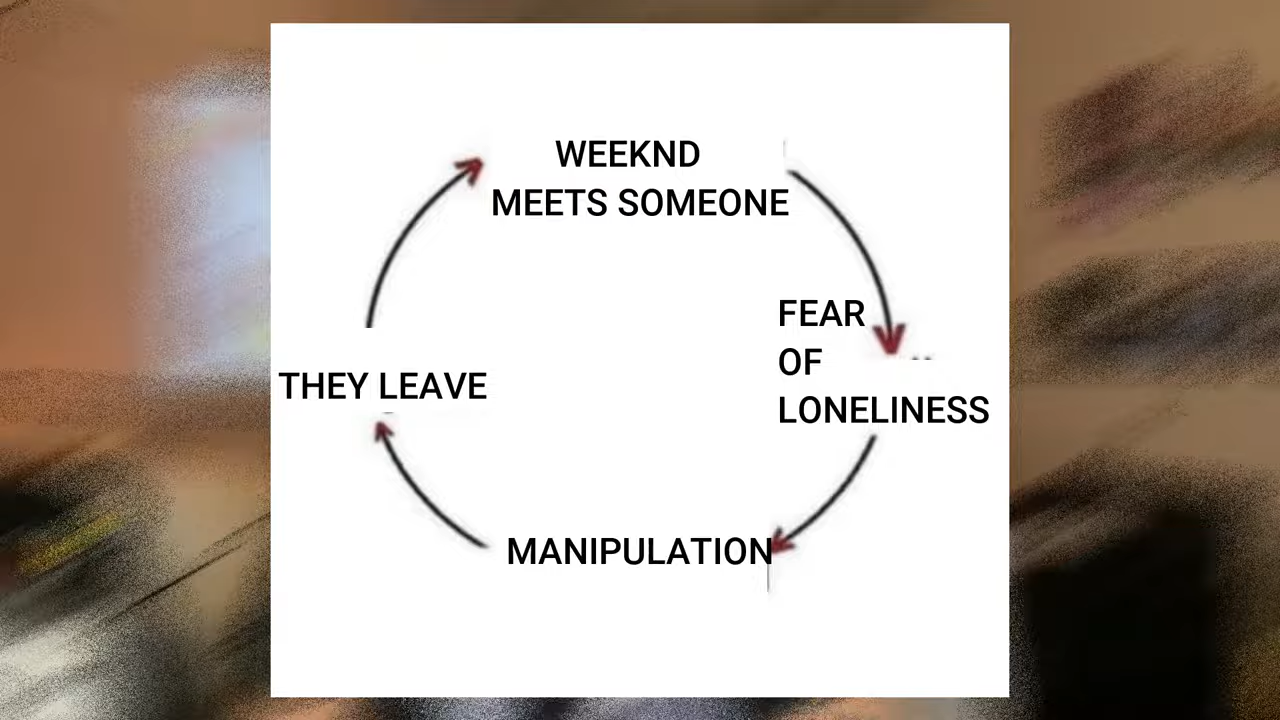 WEEKND
MEETS SOMEONE
FEAR
OF
LONELINESS
MANIPULATION
THEY LEAVE